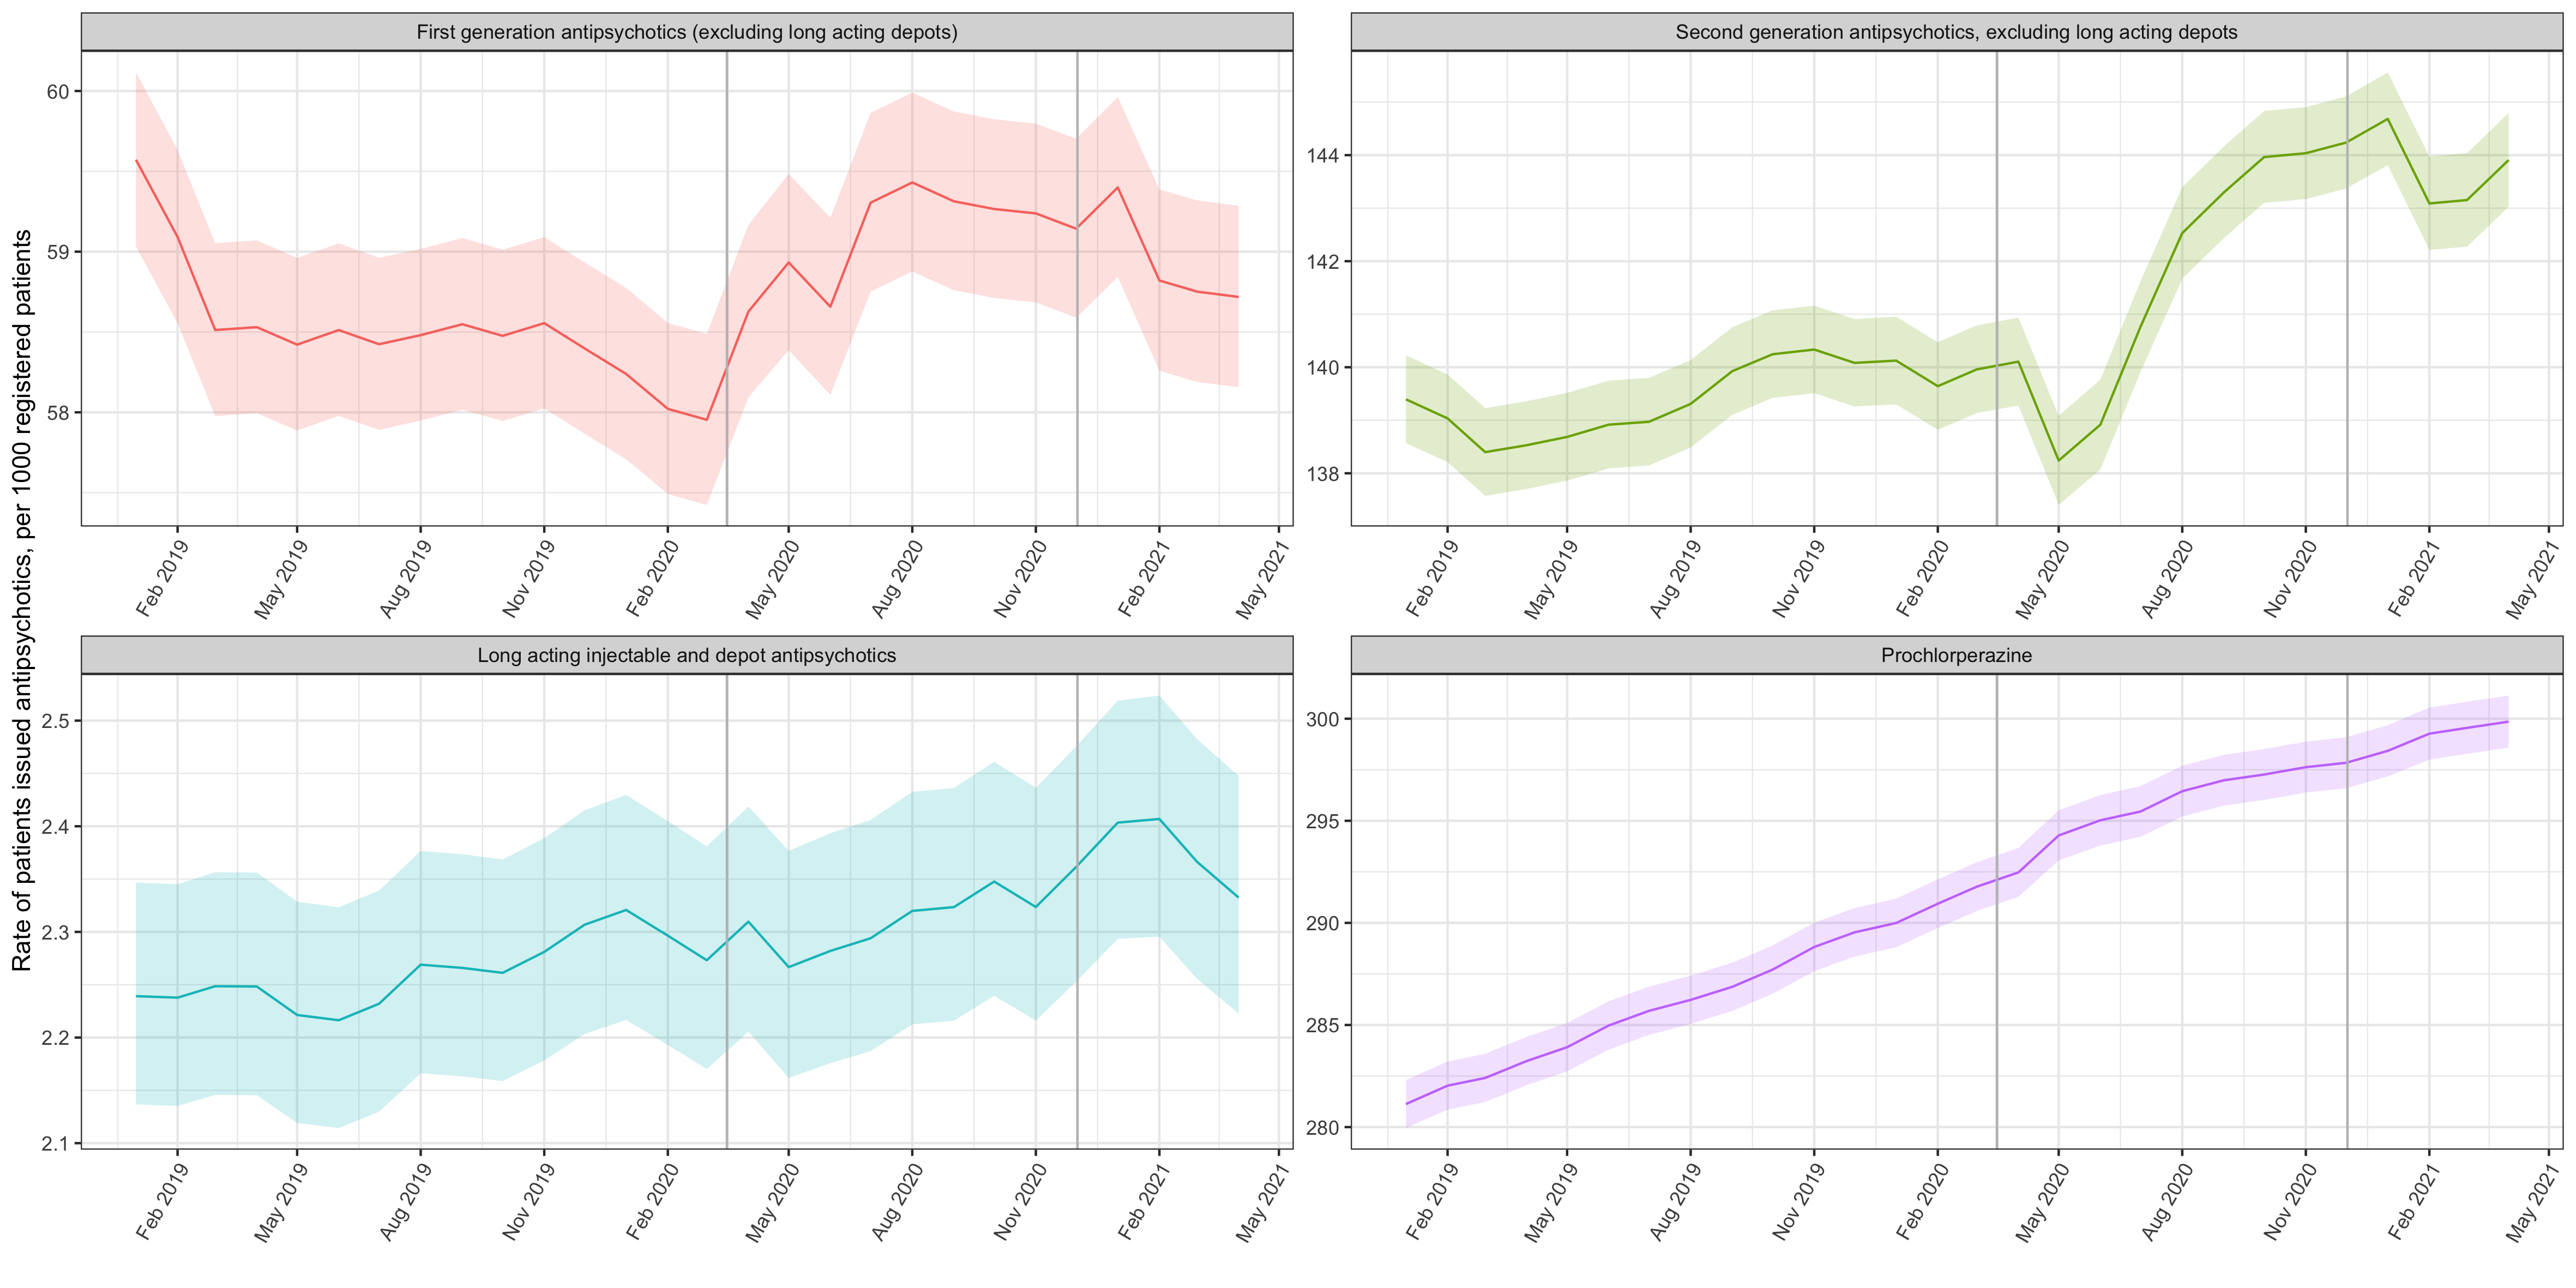 Rate of patients issued antipsychotics, per 1000 registered patients
First generation antipsychotics (excluding long acting depots)
60
59
58
Feb 2019
May 2019
Aug 2019
Nov 2019
Feb 2020
May 2020
Aug 2020
Nov 2020
Feb 2021
May 2021
Second generation antipsychotics, excluding long acting depots
144
142
140
138
Feb 2019
May 2019
Aug 2019
Nov 2019
Feb 2020
May 2020
Aug 2020
Nov 2020
Feb 2021
May 2021
Long acting injectable and depot antipsychotics
2.5
2.4
2.3
2.2
2.1
Feb 2019
May 2019
Aug 2019
Nov 2019
Feb 2020
May 2020
Aug 2020
Nov 2020
Feb 2021
May 2021
Prochlorperazine
300
295
290
285
280
Feb 2019
May 2019
Aug 2019
Nov 2019
Feb 2020
May 2020
Aug 2020
Nov 2020
Feb 2021
May 2021